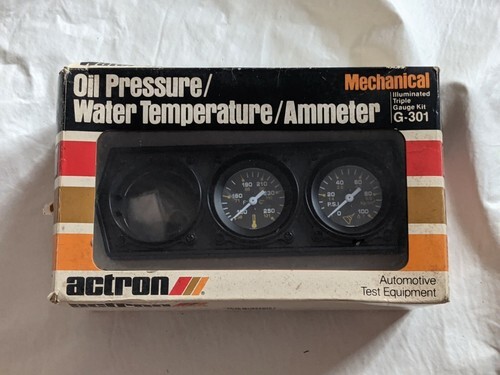 Oil Pressure/
Water Temperature/Ammeter
Mechanical
Illuminated
Triple
Gauge Kit
G-301
180 210
230
250
40 60
20
80
0
100
P.S.I.
actron
Automotive
Test Equipment
actron